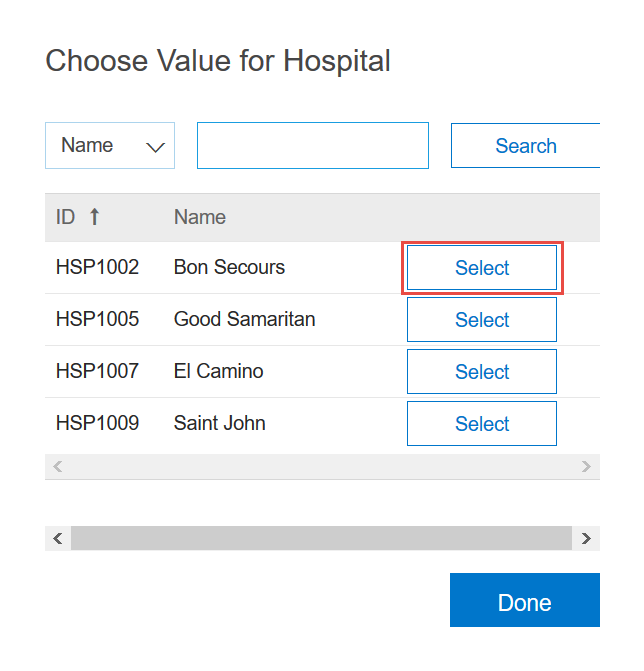 Choose Value for Hospital
Name Search
ID Name
HSP1002 Bon Secours Select
HSP1005 Good Samaritan Select
HSP1007 El Camino Select
HSP1009 Saint John Select
Done